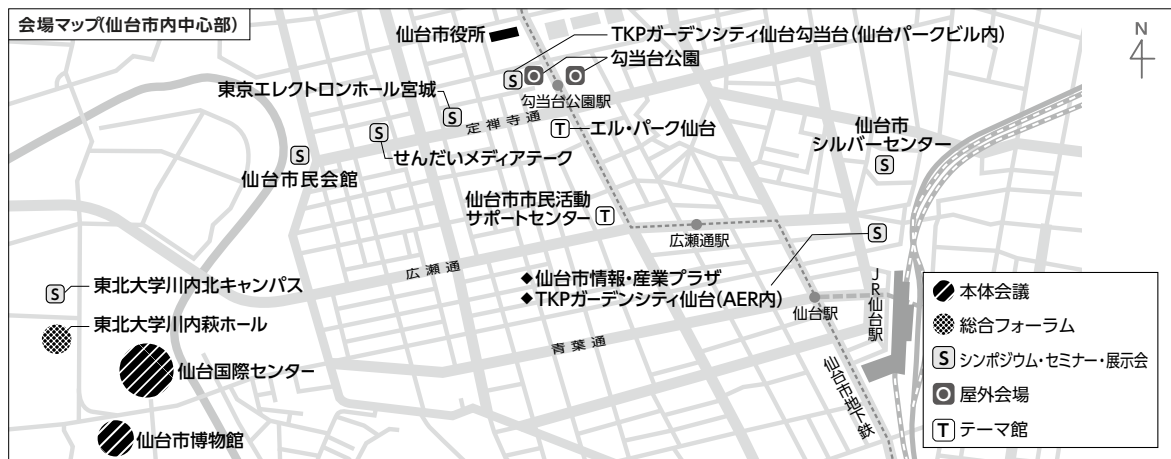 会場マップ(仙台市内中心部)
仙台市役所
TKPガーデンシティ仙台勾当台(仙台パークビル内)
N
S
勾当台公園
東京エレクトロンホール宮城
勾当台公園駅
S
定禅寺通
T
エル・パーク仙台
仙台市
シルバーセンター
S
S
せんだいメディアテーク
S
仙台市民会館
仙台市市民活動
サポートセンター
T
広瀬通駅
S
広瀬通
◆仙台市情報・産業プラザ
◆TKPガーデンシティ仙台(AER内)
JR仙台駅
S
東北大学川内北キャンパス
仙台駅
東北大学川内萩ホール
青葉通
仙台国際センター
仙台市地下鉄
仙台市博物館
本体会議
総合フォーラム
S シンポジウム・セミナー・展示会
屋外会場
T テーマ館